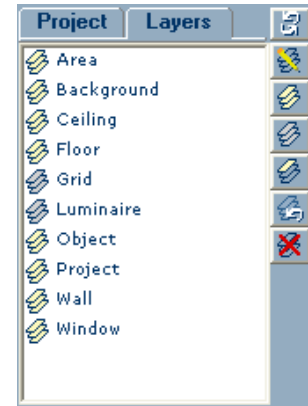 Project Layers
Area
Background
Ceiling
Floor
Grid
Luminaire
Object
Project
Wall
Window